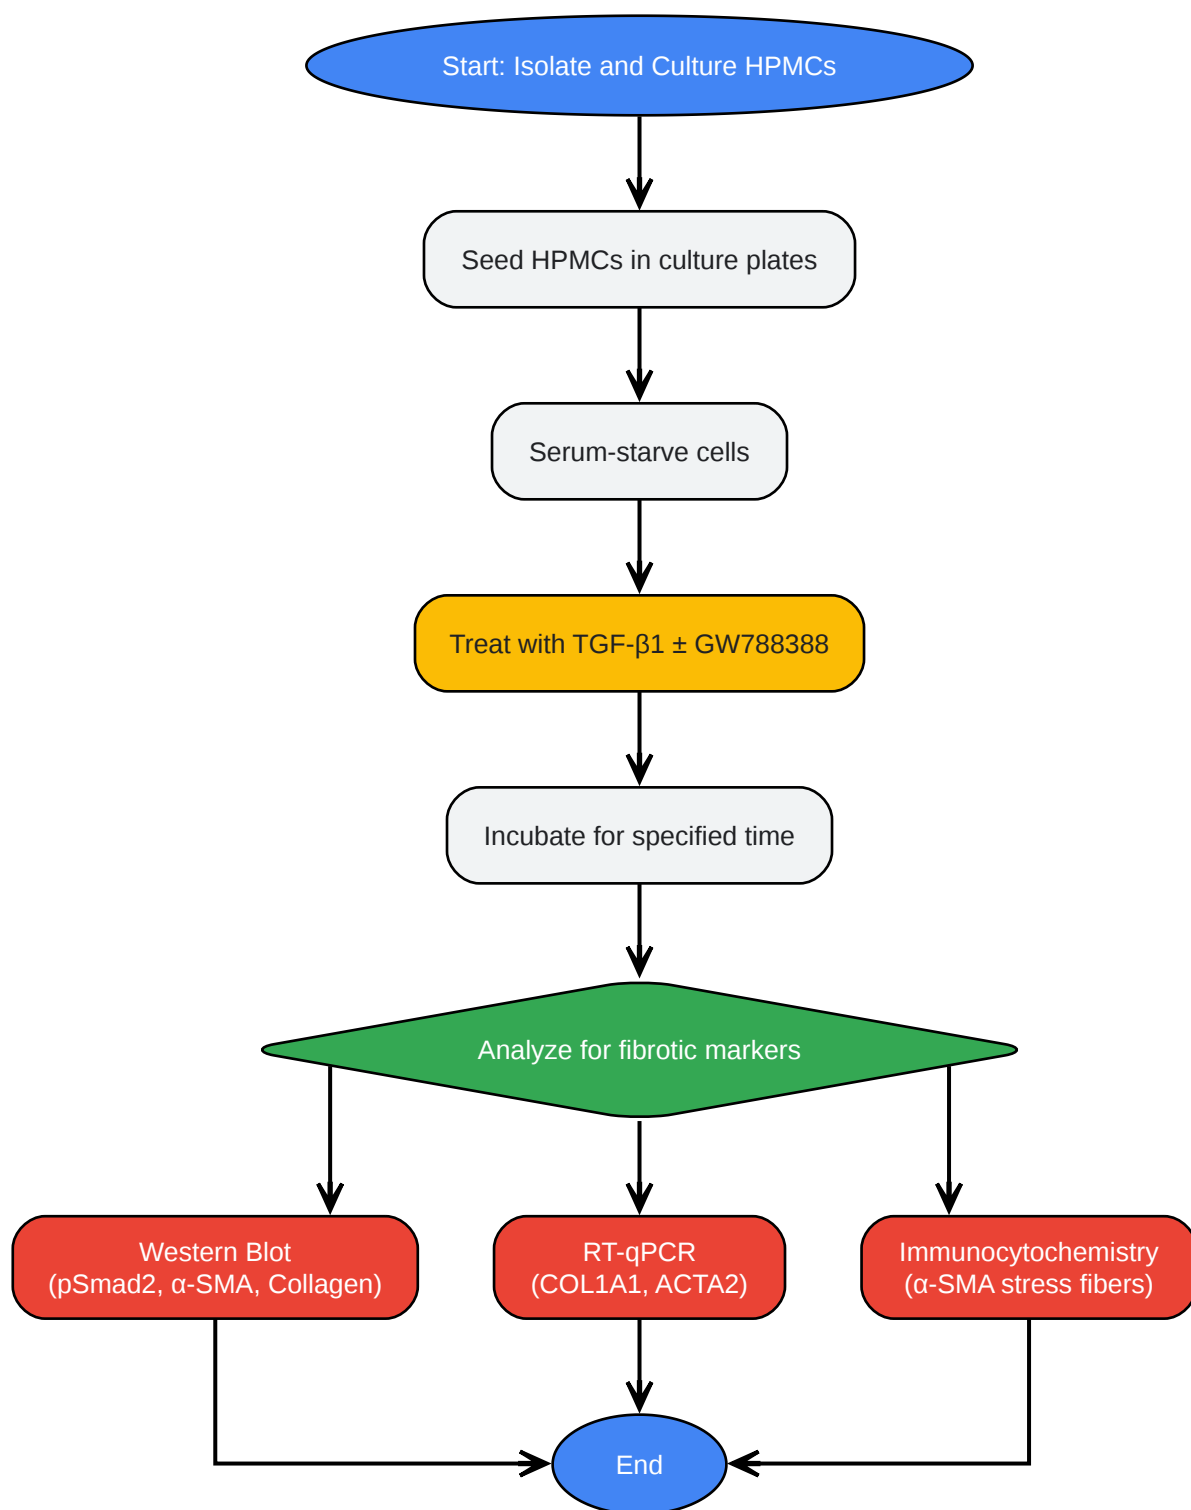 Start: Isolate and Culture HPMCs
Seed HPMCs in culture plates
Serum-starve cells
Treat with TGF-β1 ± GW788388
Incubate for specified time
Analyze for fibrotic markers
Western Blot
(pSmad2, α-SMA, Collagen)
RT-qPCR
(COL1A1, ACTA2)
Immunocytochemistry
(α-SMA stress fibers)
End